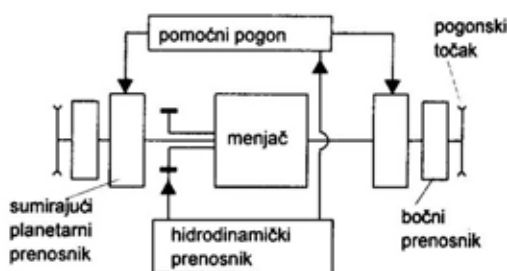 pomoćni pogon
pogonski
točak
menjač
sumirajući
planetarni
prenosnik
hidrodinamički
prenosnik
bočni
prenosnik